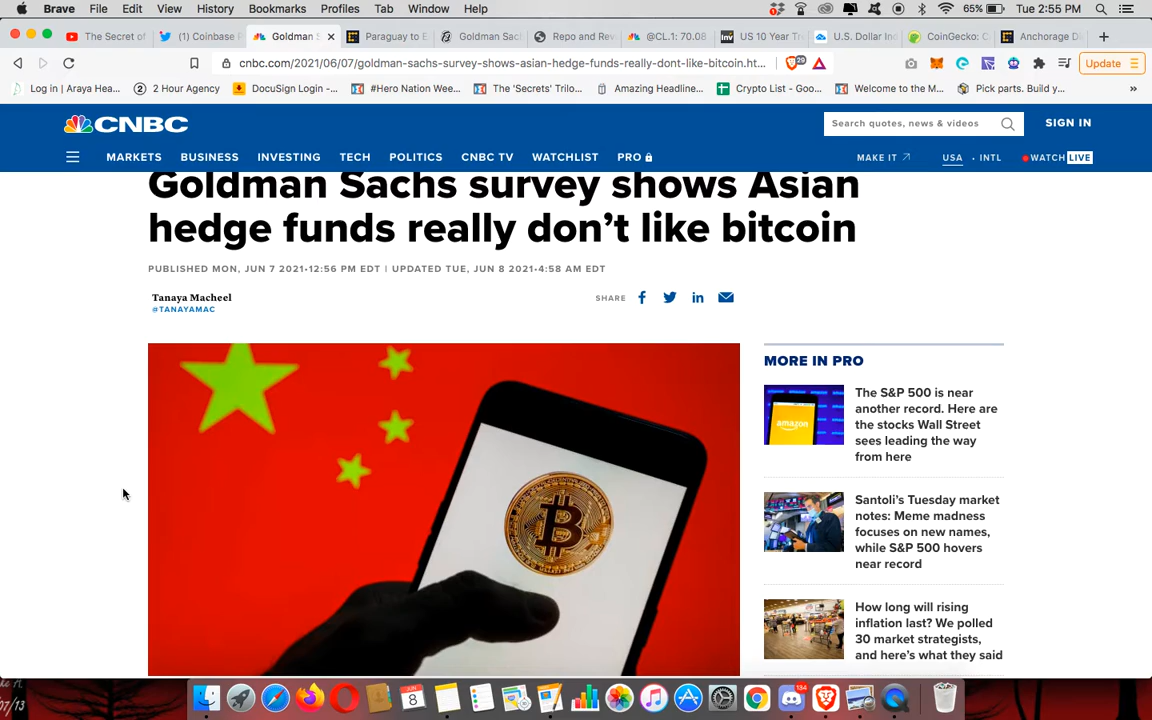 Brave File Edit View History Bookmarks Profiles Tab Window Help 65% Tue 2:55 PM
The Secret of (1) Coinbase Goldman S Paraguay to E Goldman Sac Repo and Rev @CL.1: 70.08 US 10 Year Tr U.S. Dollar Ind CoinGecko: C Anchorage Di
cnbc.com/2021/06/07/goldman-sachs-survey-shows-asian-hedge-funds-really-dont-like-bitcoin.ht... 29 Update
Log in | Araya Hea... 2 Hour Agency DocuSign Login -... #Hero Nation Wee... The 'Secrets' Trilo... Amazing Headline... Crypto List - Goo... Welcome to the M... Pick parts. Build y... »
CNBC
Search quotes, news & videos
SIGN IN
MARKETS BUSINESS INVESTING TECH POLITICS CNBC TV WATCHLIST PRO MAKE IT USA • INTL WATCH LIVE
Goldman Sachs survey shows Asian
hedge funds really don't like bitcoin
PUBLISHED MON, JUN 7 2021•12:56 PM EDT | UPDATED TUE, JUN 8 2021•4:58 AM EDT
Tanaya Macheel
@TANAYAMAC
SHARE
MORE IN PRO
amazon
The S&P 500 is near
another record. Here are
the stocks Wall Street
sees leading the way
from here
Santoli's Tuesday market
notes: Meme madness
focuses on new names,
while S&P 500 hovers
near record
How long will rising
inflation last? We polled
30 market strategists,
and here's what they said
07/13
8
134